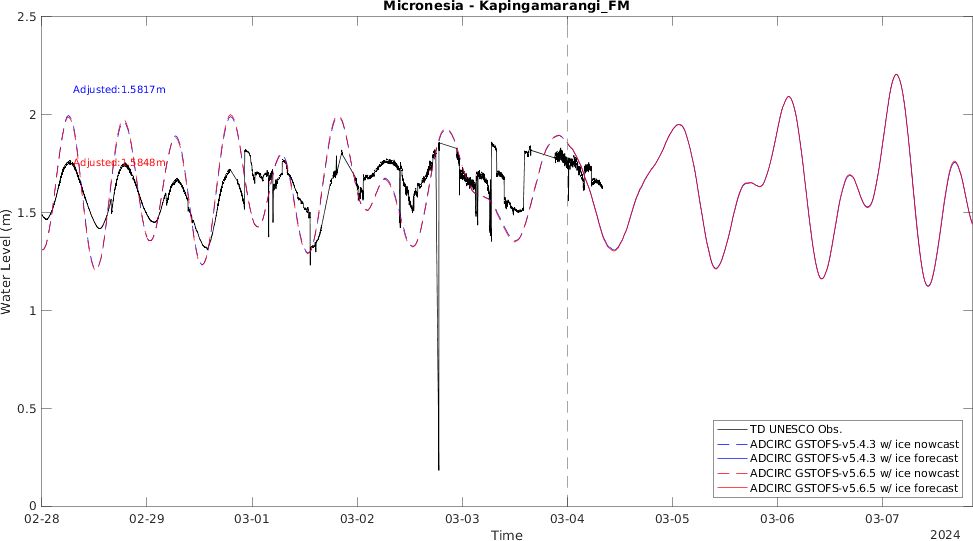 Micronesia - Kapingamarangi_FM
2.5
2
1.5
1
0.5
0
Water Level (m)
Adjusted:1.5817m
Adjusted:1.5848m
TD UNESCO Obs.
ADCIRC GSTOFS-v5.4.3 w/ ice nowcast
ADCIRC GSTOFS-v5.4.3 w/ ice forecast
ADCIRC GSTOFS-v5.6.5 w/ ice nowcast
ADCIRC GSTOFS-v5.6.5 w/ ice forecast
02-28 02-29 03-01 03-02 03-03 03-04 03-05 03-06 03-07
Time
2024